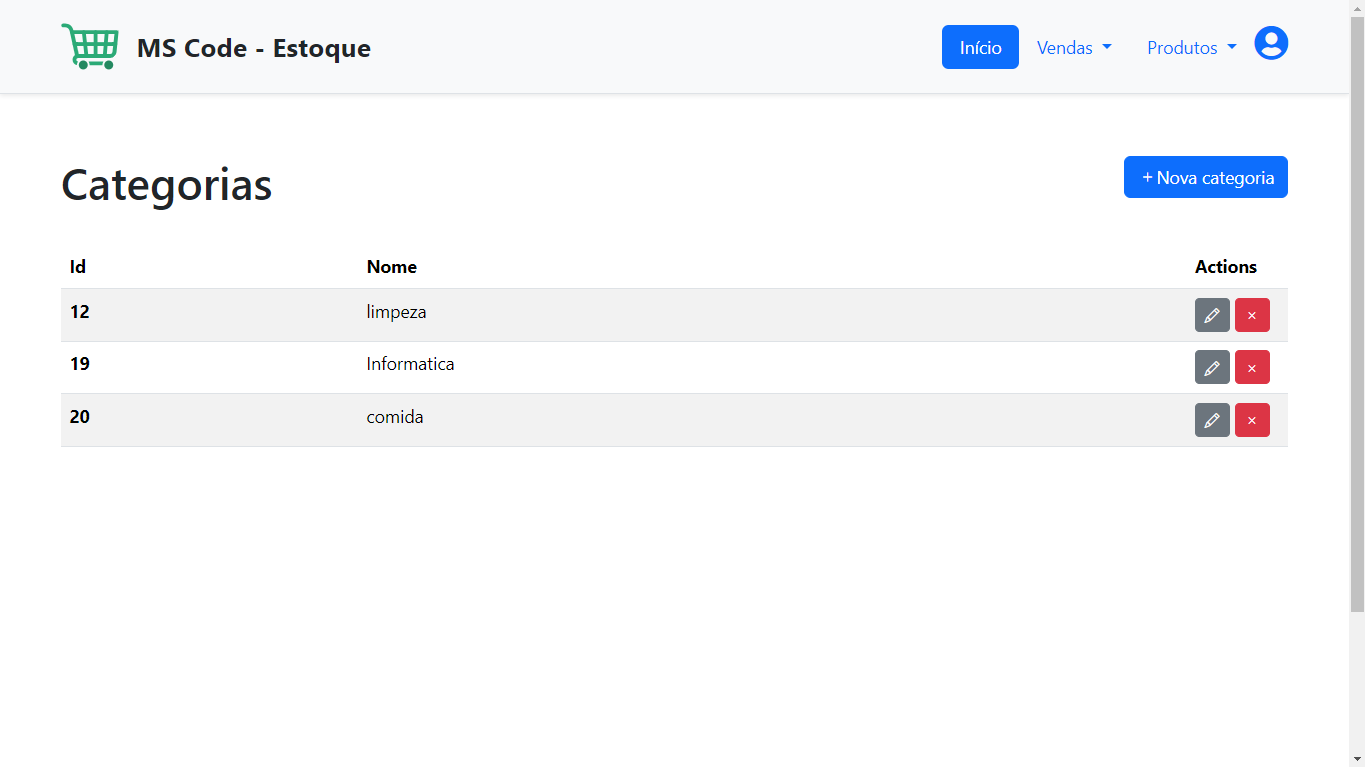 MS Code - Estoque
Início Vendas Produtos
Categorias
+ Nova categoria
Id Nome Actions
12 limpeza
19 Informatica
20 comida